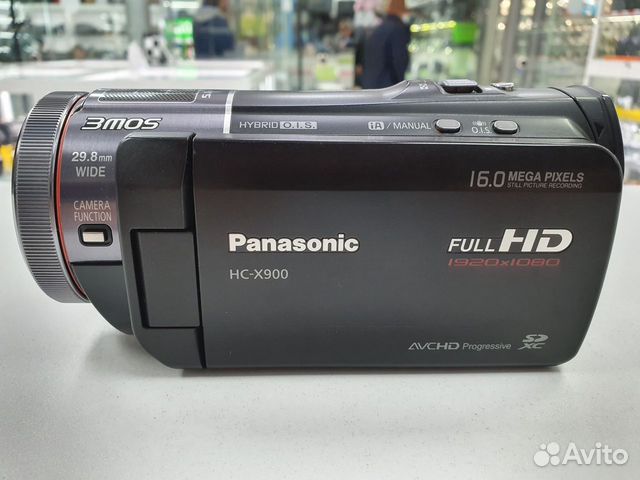 3MOS
HYBRID O.I.S.
iA / MANUAL
O.I.S.
29.8mm
WIDE
CAMERA
FUNCTION
16.0 MEGA PIXELS
STILL PICTURE RECORDING
Panasonic
HC-X900
FULL HD
1920x1080
AVCHD Progressive
SD
XC
Avito